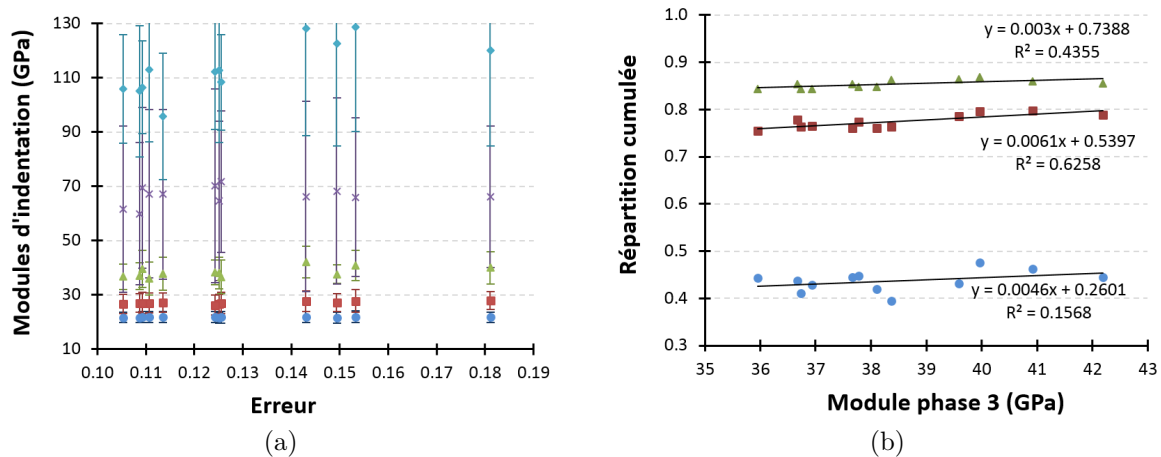 130
110
90
70
50
30
10
Modules d'indentation (GPa)
0.10 0.11 0.12 0.13 0.14 0.15 0.16 0.17 0.18 0.19
Erreur
(a)
1.0
0.9
0.8
0.7
0.6
0.5
0.4
0.3
Répartition cumulée
y = 0.003x + 0.7388
R² = 0.4355
y = 0.0061x + 0.5397
R² = 0.6258
y = 0.0046x + 0.2601
R² = 0.1568
35 36 37 38 39 40 41 42 43
Module phase 3 (GPa)
(b)